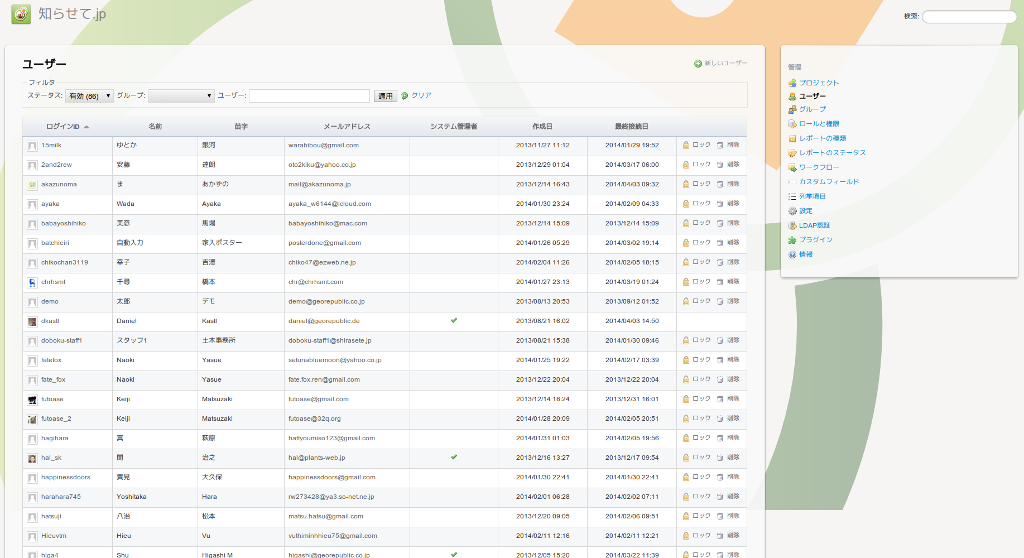 知らせて.jp
検索:
ユーザー
新しいユーザー
フィルタ
ステータス: 有効 (86) グループ: ユーザー: 適用 クリア
ログインID 名前 苗字 メールアドレス システム管理者 作成日 最終接続日
15milk ゆとか 銀河 warabibou@gmail.com 2013/11/27 11:12 2014/01/29 19:52 ロック 削除
2and2rew 安藤 達朗 oto2kiku@yahoo.co.jp 2013/12/29 01:04 2014/03/17 06:00 ロック 削除
akazunoma ま あかずの mail@akazunoma.jp 2013/12/14 16:43 2014/04/03 09:32 ロック 削除
ayaka Wada Ayaka ayaka_w6144@icloud.com 2014/01/30 23:24 2014/02/09 04:33 ロック 削除
babayoshihiko 美彦 馬場 babayoshihiko@mac.com 2013/12/14 15:09 2013/12/14 15:09 ロック 削除
batchiciri 自動入力 家入ポスター posterdone@gmail.com 2014/01/26 05:29 2014/03/02 19:14 ロック 削除
chikochan3119 幸子 吉澤 chiko47@ezweb.ne.jp 2014/02/04 11:26 2014/02/05 18:15 ロック 削除
chrhsmt 千尋 橋本 chr@chrhsmt.com 2014/01/27 23:13 2014/03/19 01:24 ロック 削除
demo 太郎 デモ demo@georepublic.co.jp 2013/08/13 20:53 2013/09/12 01:52 ロック 削除
dkastl Daniel Kastl daniel@georepublic.de 2013/08/21 16:02 2014/04/03 14:50
doboku-staff1 スタッフ1 土木事務所 doboku-staff1@shirasete.jp 2013/08/21 15:38 2014/01/30 09:46 ロック 削除
fatefox Naoki Yasue saturubluemoon@yahoo.co.jp 2014/01/25 19:22 2014/02/17 03:39 ロック 削除
fate_fox Naoki Yasue fate.fox.ren@gmail.com 2013/12/22 20:04 2013/12/22 20:04 ロック 削除
futoase Keiji Matsuzaki futoase@gmail.com 2013/12/14 16:24 2013/12/31 16:01 ロック 削除
futoase_2 Keiji Matsuzaki futoase@32q.org 2014/01/28 20:09 2014/02/05 20:51 ロック 削除
hagihara 真 萩原 hattyoumiso123@gmail.com 2014/01/31 01:03 2014/02/05 19:56 ロック 削除
hal_sk 関 治之 hal@plants-web.jp 2013/12/16 13:27 2013/12/17 09:54 ロック 削除
happinessdoors 賢晃 大久保 happinessdoors@gmail.com 2014/01/30 22:41 2014/01/30 22:41 ロック 削除
harahara745 Yoshitaka Hara rw273428@ya3.so-net.ne.jp 2014/02/01 06:28 2014/02/02 07:11 ロック 削除
hatsuji 八治 松本 matsu.hatsu@gmail.com 2013/12/20 09:05 2014/02/06 09:51 ロック 削除
Hieuvtm Hieu Vu vuthiminhhieu75@gmail.com 2014/02/11 12:16 2014/02/11 12:21 ロック 削除
higa4 Shu Higashi M higashi@georepublic.co.jp 2013/12/05 15:20 2014/03/22 11:39 ロック 削除
管理
プロジェクト
ユーザー
グループ
ロールと権限
レポートの種類
レポートのステータス
ワークフロー
カスタムフィールド
列挙項目
設定
LDAP認証
プラグイン
情報